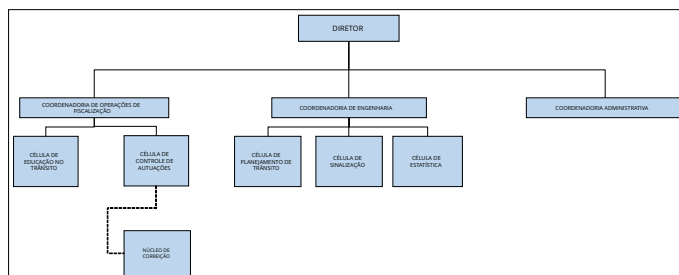 DIRETOR
COORDENADORIA DE OPERAÇÕES DE
FISCALIZAÇÃO
COORDENADORIA DE ENGENHARIA
COORDENADORIA ADMINISTRATIVA
CÉLULA DE
EDUCAÇÃO NO
TRÂNSITO
CÉLULA DE
CONTROLE DE
AUTUAÇÕES
CÉLULA DE
PLANEJAMENTO DE
TRÂNSITO
CÉLULA DE
SINALIZAÇÃO
CÉLULA DE
ESTATÍSTICA
NÚCLEO DE
CORREIÇÃO